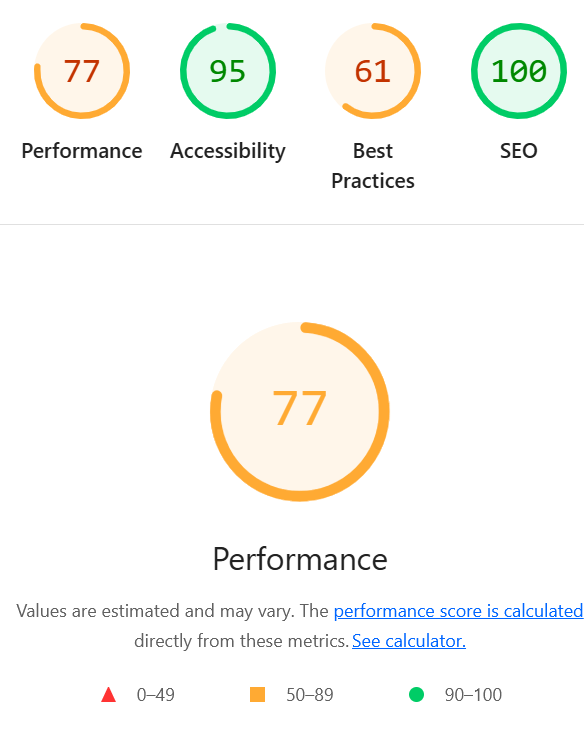 77 95 61 100
Performance Accessibility Best Practices SEO
77
Performance
Values are estimated and may vary. The performance score is calculated
directly from these metrics. See calculator.
0–49 50–89 90–100